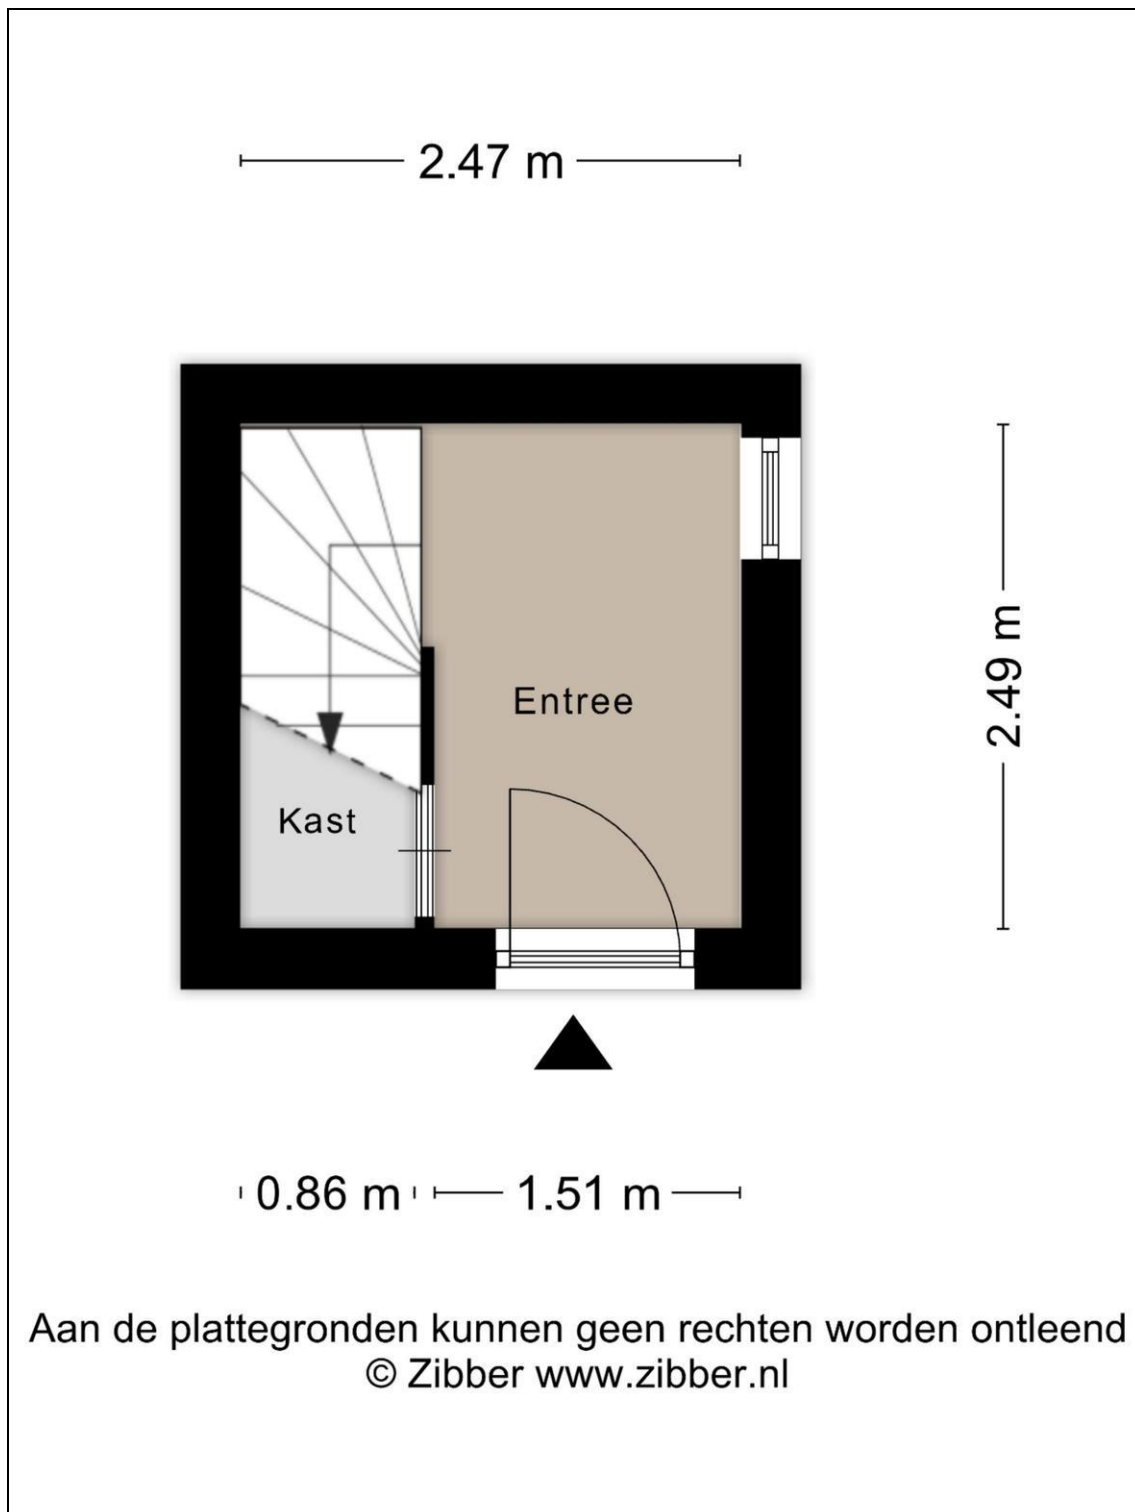 2.47 m
2.49 m
Entree
Kast
0.86 m
1.51 m
Aan de plattegronden kunnen geen rechten worden ontleend
© Zibber www.zibber.nl